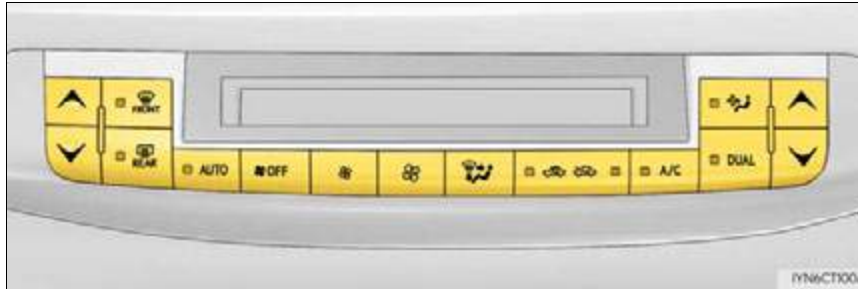 FRONT
REAR
AUTO
OFF
A/C
DUAL
IYN6CT100